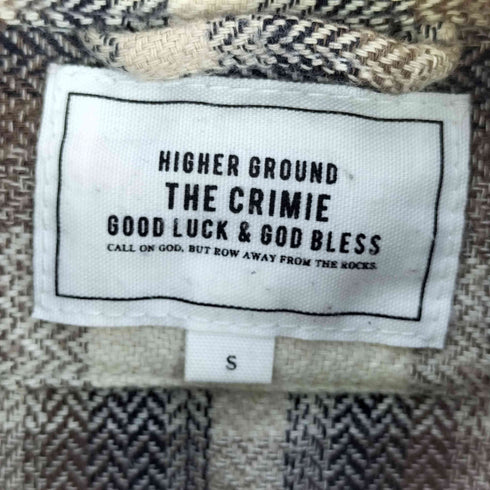 HIGHER GROUND
THE CRIMIE
GOOD LUCK & GOD BLESS
CALL ON GOD, BUT ROW AWAY FROM THE ROCKS.
S